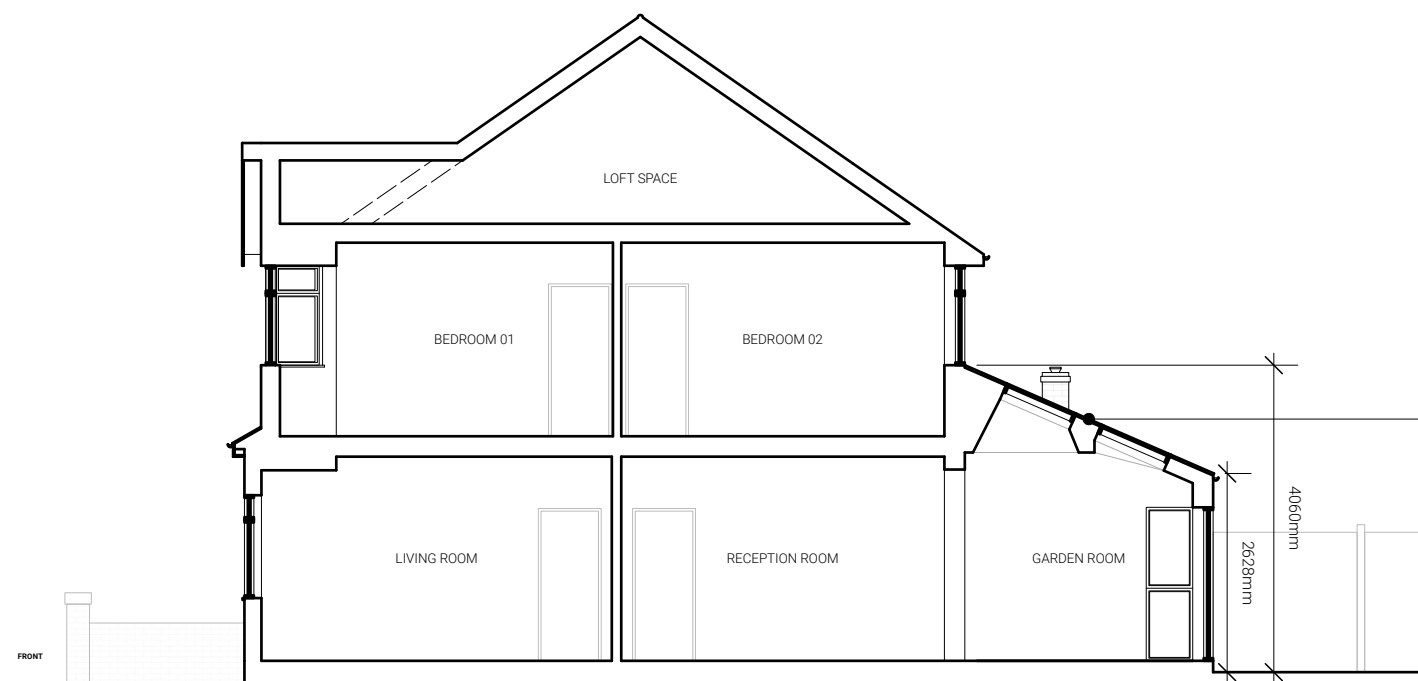 LOFT SPACE
BEDROOM 01
BEDROOM 02
4060mm
2628mm
LIVING ROOM
RECEPTION ROOM
GARDEN ROOM
FRONT